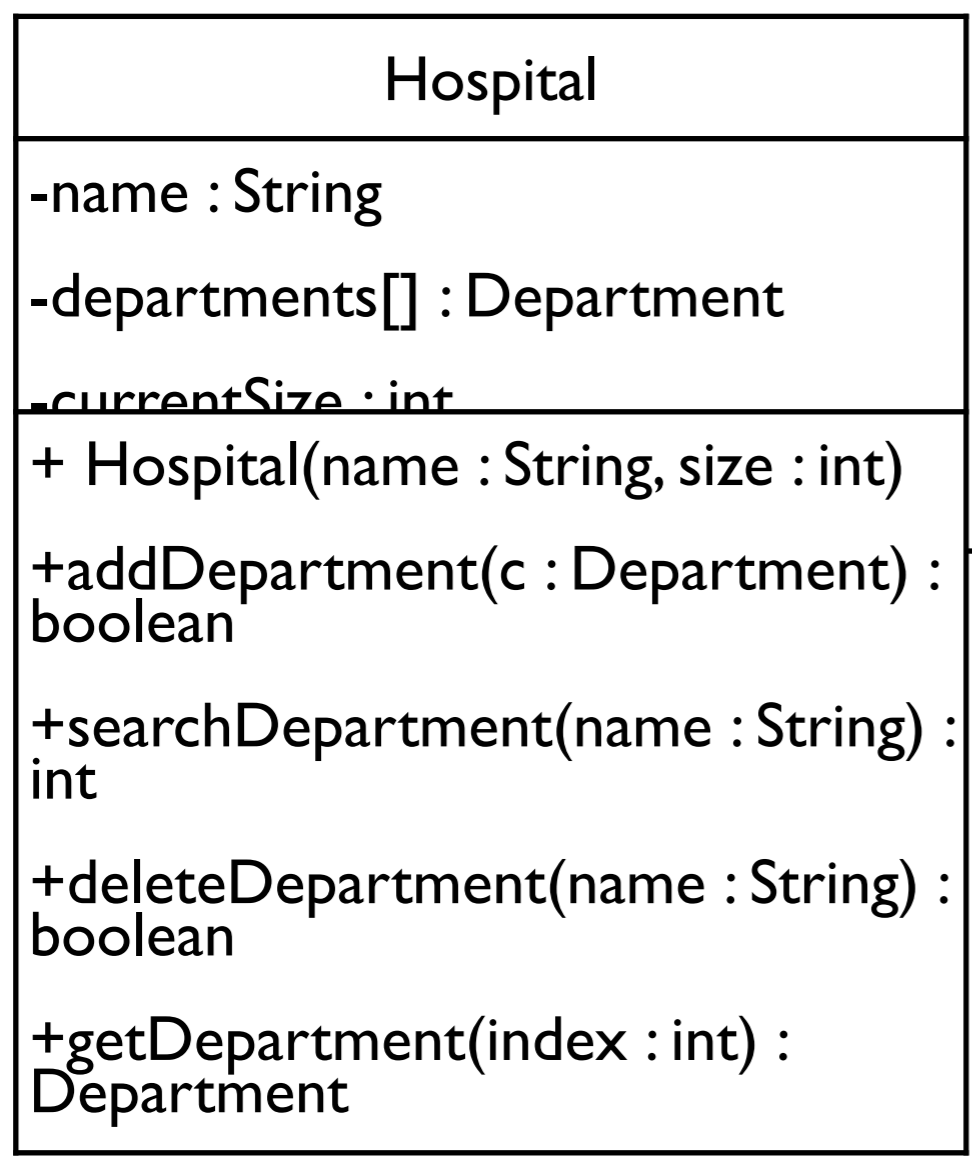 Hospital
-name : String
-departments[] : Department
-currentSize : int
+ Hospital(name : String, size : int)
+addDepartment(c : Department) :
boolean
+searchDepartment(name : String) :
int
+deleteDepartment(name : String) :
boolean
+getDepartment(index : int) :
Department